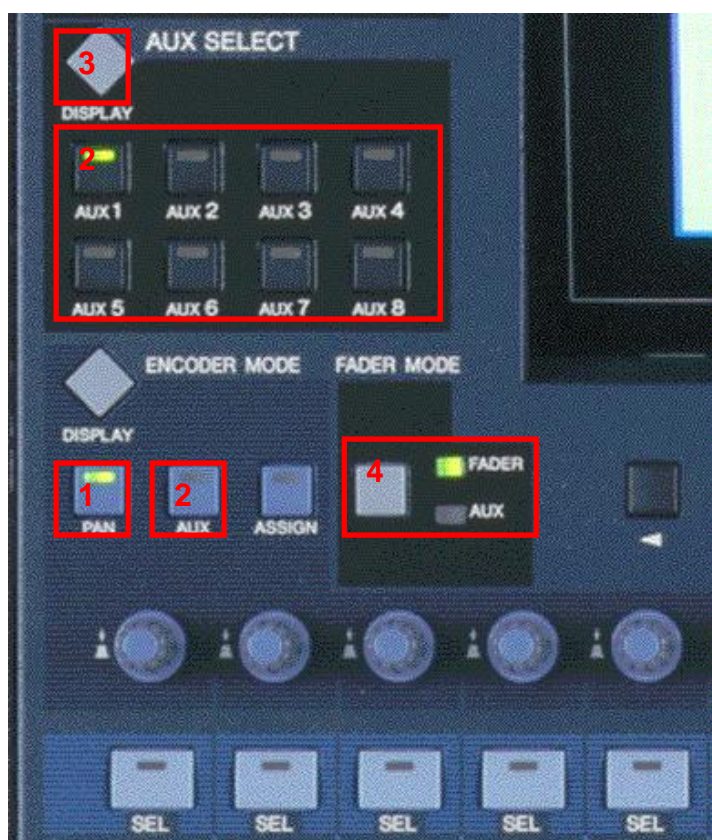 AUX SELECT
3
DISPLAY
2
AUX 1 AUX 2 AUX 3 AUX 4
AUX 5 AUX 6 AUX 7 AUX 8
ENCODER MODE FADER MODE
DISPLAY
1 2 4 FADER
PAN AUX ASSIGN AUX
SEL SEL SEL SEL SEL